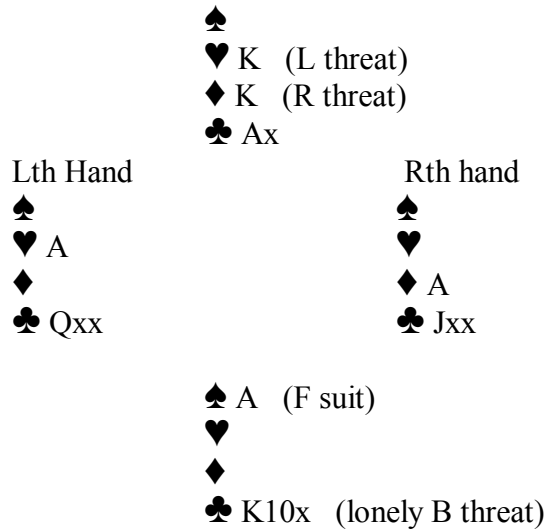 ♠
♥ K (L threat)
♦ K (R threat)
♣ Ax
Lth Hand Rth hand
♠ ♠
♥ A ♥
♦ ♦ A
♣ Qxx ♣ Jxx
♠ A (F suit)
♥
♦
♣ K10x (lonely B threat)